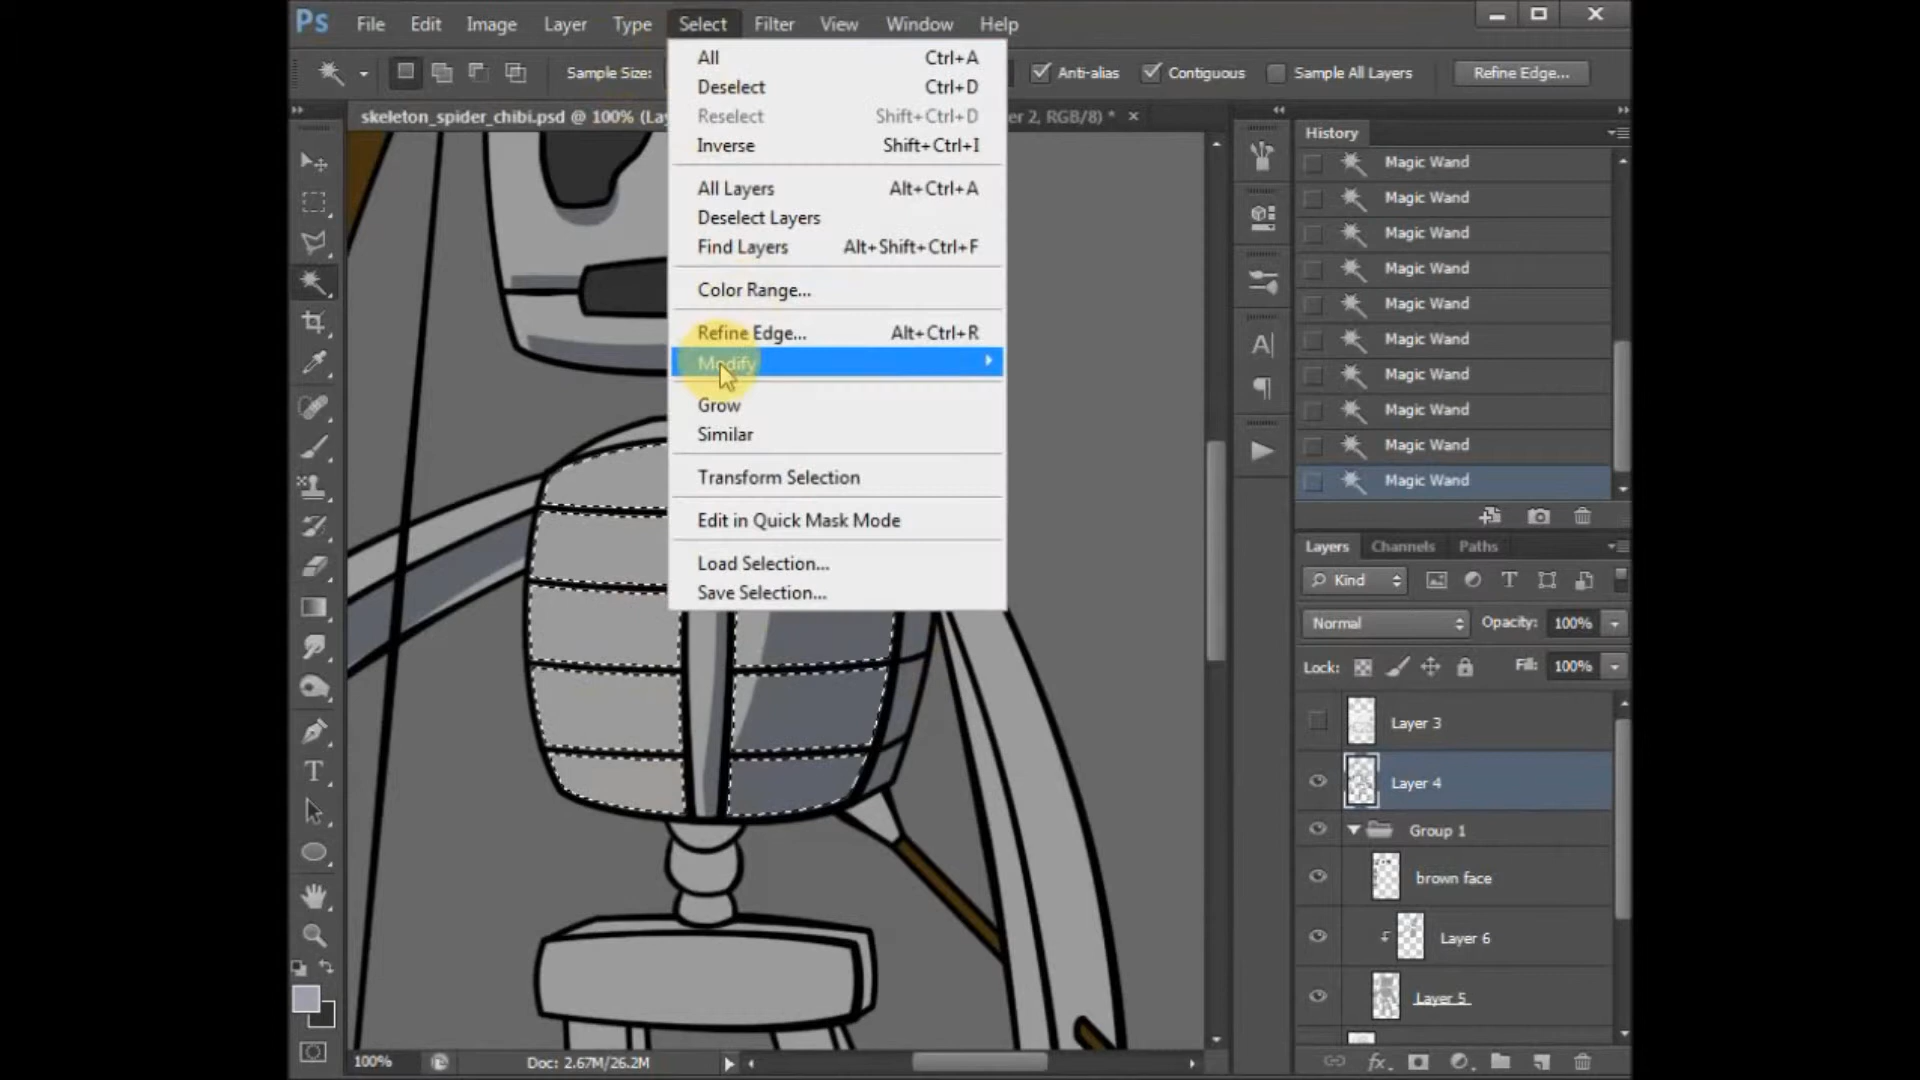 Ps File Edit Image Layer Type Select Filter View Window Help
Sample Size: Anti-alias Contiguous Sample All Layers Refine Edge...
skeleton_spider_chibi.psd @ 100% (Lay er 2, RGB/8) * ×
All Ctrl+A
Deselect Ctrl+D
Reselect Shift+Ctrl+D
Inverse Shift+Ctrl+I
All Layers Alt+Ctrl+A
Deselect Layers
Find Layers Alt+Shift+Ctrl+F
Color Range...
Refine Edge... Alt+Ctrl+R
Modify
Grow
Similar
Transform Selection
Edit in Quick Mask Mode
Load Selection...
Save Selection...
History
Magic Wand
Magic Wand
Magic Wand
Magic Wand
Magic Wand
Magic Wand
Magic Wand
Magic Wand
Magic Wand
Magic Wand
Layers Channels Paths
Kind
Normal Opacity: 100%
Lock: Fill: 100%
Layer 3
Layer 4
Group 1
brown face
Layer 6
Layer 5
100% Doc: 2.67M/26.2M